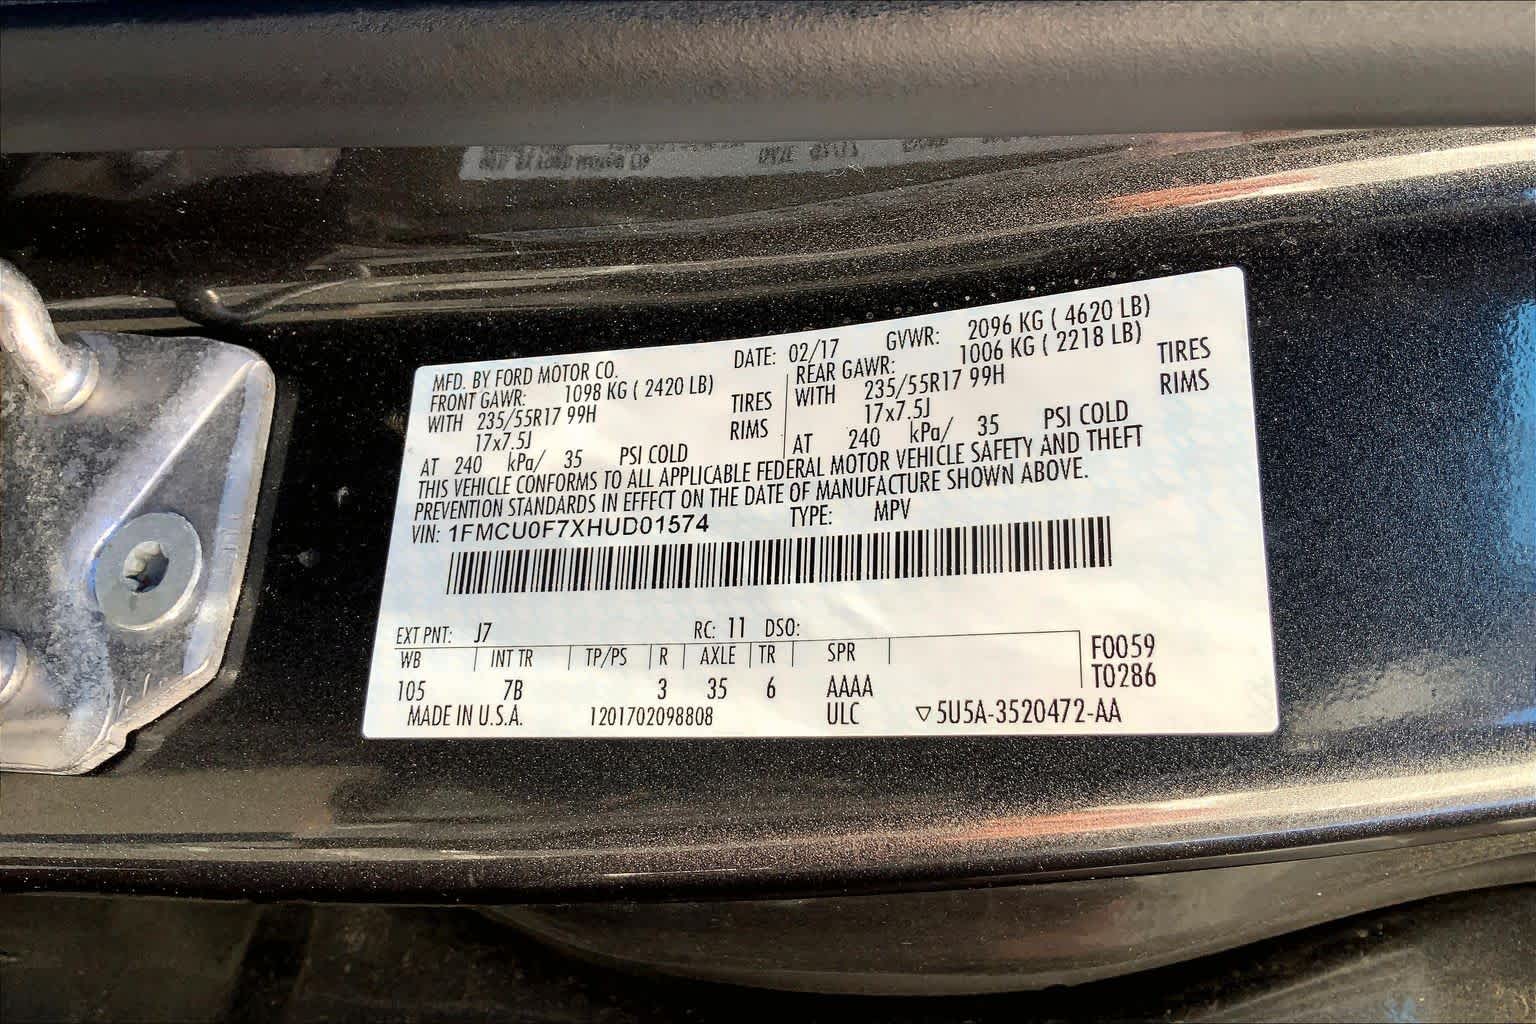 MFD. BY FORD MOTOR CO. DATE: 02/17 GVWR: 2096 KG ( 4620 LB)
FRONT GAWR: 1098 KG ( 2420 LB) REAR GAWR: 1006 KG ( 2218 LB)
WITH 235/55R17 99H TIRES WITH 235/55R17 99H TIRES
17x7.5J RIMS 17x7.5J RIMS
AT 240 kPa/ 35 PSI COLD AT 240 kPa/ 35 PSI COLD
THIS VEHICLE CONFORMS TO ALL APPLICABLE FEDERAL MOTOR VEHICLE SAFETY AND THEFT
PREVENTION STANDARDS IN EFFECT ON THE DATE OF MANUFACTURE SHOWN ABOVE.
VIN: 1FMCU0F7XHUD01574 TYPE: MPV
EXT PNT: J7 RC: 11 DSO:
WB INT TR TP/PS R AXLE TR SPR F0059
105 7B 3 35 6 AAAA T0286
MADE IN U.S.A. 1201702098808 ULC ▽5U5A-3520472-AA